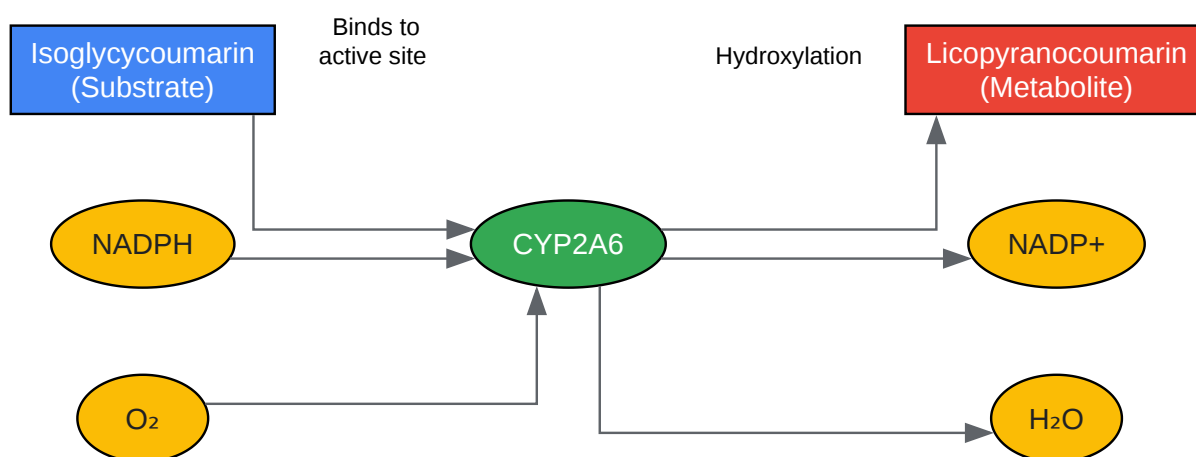 Isoglycycoumarin
(Substrate)
Binds to
active site
Hydroxylation
Licopyranocoumarin
(Metabolite)
NADPH
CYP2A6
NADP+
O₂
H₂O